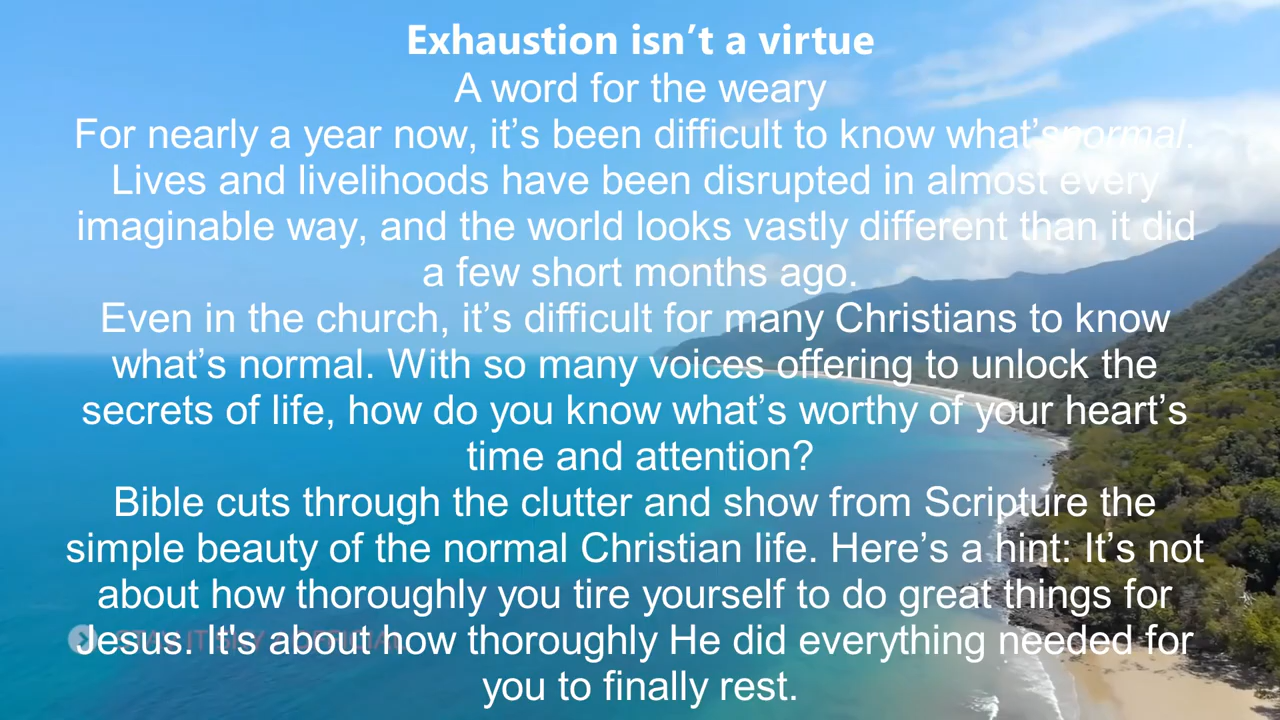 Exhaustion isn’t a virtue
A word for the weary
For nearly a year now, it’s been difficult to know what’s normal.
Lives and livelihoods have been disrupted in almost every
imaginable way, and the world looks vastly different than it did
a few short months ago.
Even in the church, it’s difficult for many Christians to know
what’s normal. With so many voices offering to unlock the
secrets of life, how do you know what’s worthy of your heart’s
time and attention?
Bible cuts through the clutter and show from Scripture the
simple beauty of the normal Christian life. Here’s a hint: It’s not
about how thoroughly you tire yourself to do great things for
Jesus. It's about how thoroughly He did everything needed for
you to finally rest.